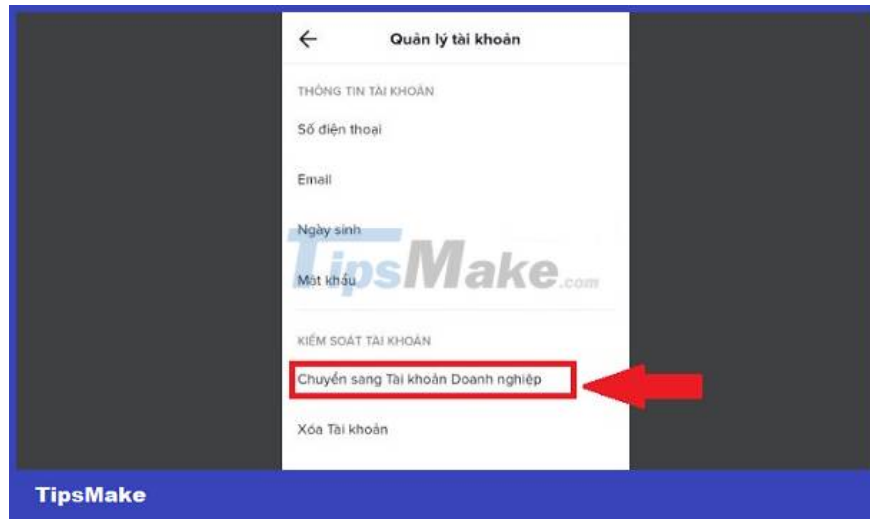 Quản lý tài khoản
THÔNG TIN TÀI KHOẢN
Số điện thoại
Email
Ngày sinh
TipsMake.com
Mật khẩu
KIỂM SOÁT TÀI KHOẢN
Chuyển sang Tài khoản Doanh nghiệp
Xóa Tài khoản
TipsMake